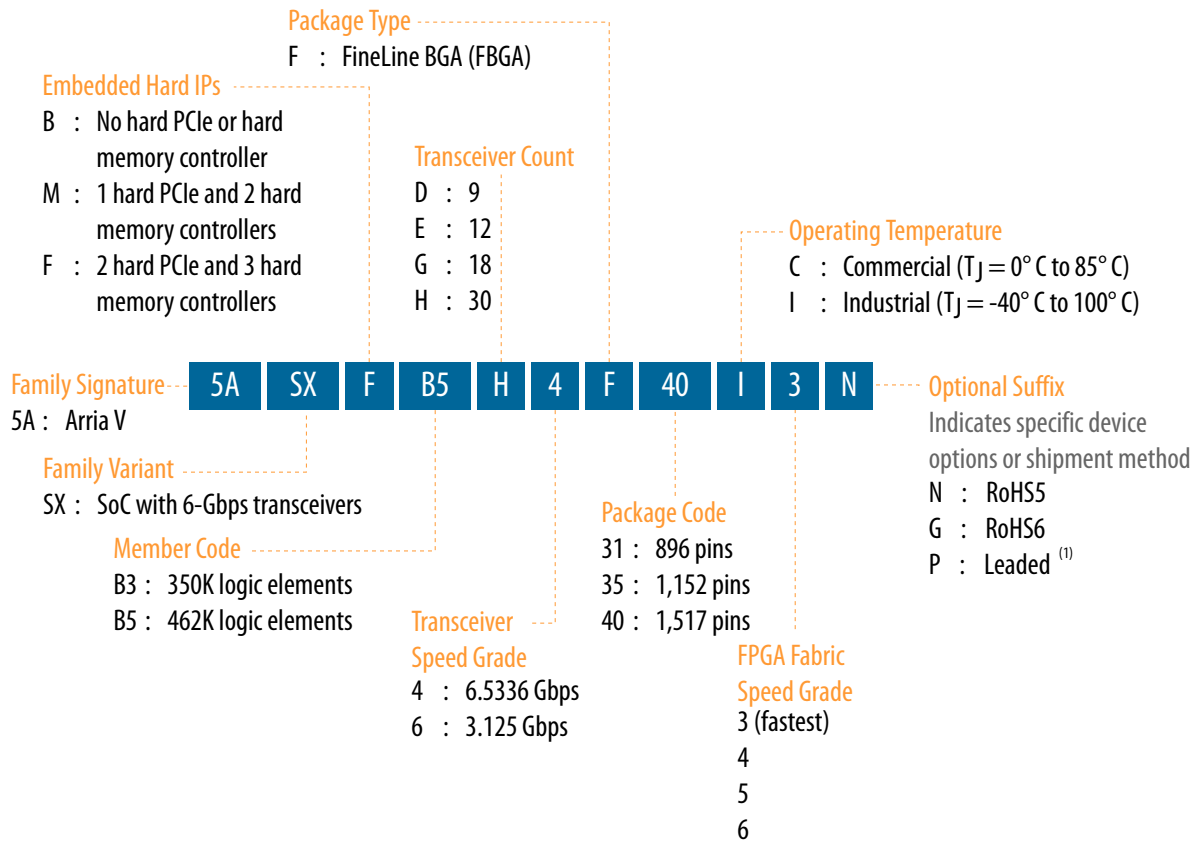 Package Type
F : FineLine BGA (FBGA)
Embedded Hard IPs
B : No hard PCIe or hard
memory controller
M : 1 hard PCIe and 2 hard
memory controllers
F : 2 hard PCIe and 3 hard
memory controllers
Transceiver Count
D : 9
E : 12
G : 18
H : 30
Operating Temperature
C : Commercial (TJ = 0° C to 85° C)
I : Industrial (TJ = -40° C to 100° C)
Family Signature
5A : Arria V
5A SX F B5 H 4 F 40 I 3 N
Optional Suffix
Indicates specific device
options or shipment method
N : RoHS5
G : RoHS6
P : Leaded (1)
Family Variant
SX : SoC with 6-Gbps transceivers
Member Code
B3 : 350K logic elements
B5 : 462K logic elements
Transceiver
Speed Grade
4 : 6.5336 Gbps
6 : 3.125 Gbps
Package Code
31 : 896 pins
35 : 1,152 pins
40 : 1,517 pins
FPGA Fabric
Speed Grade
3 (fastest)
4
5
6